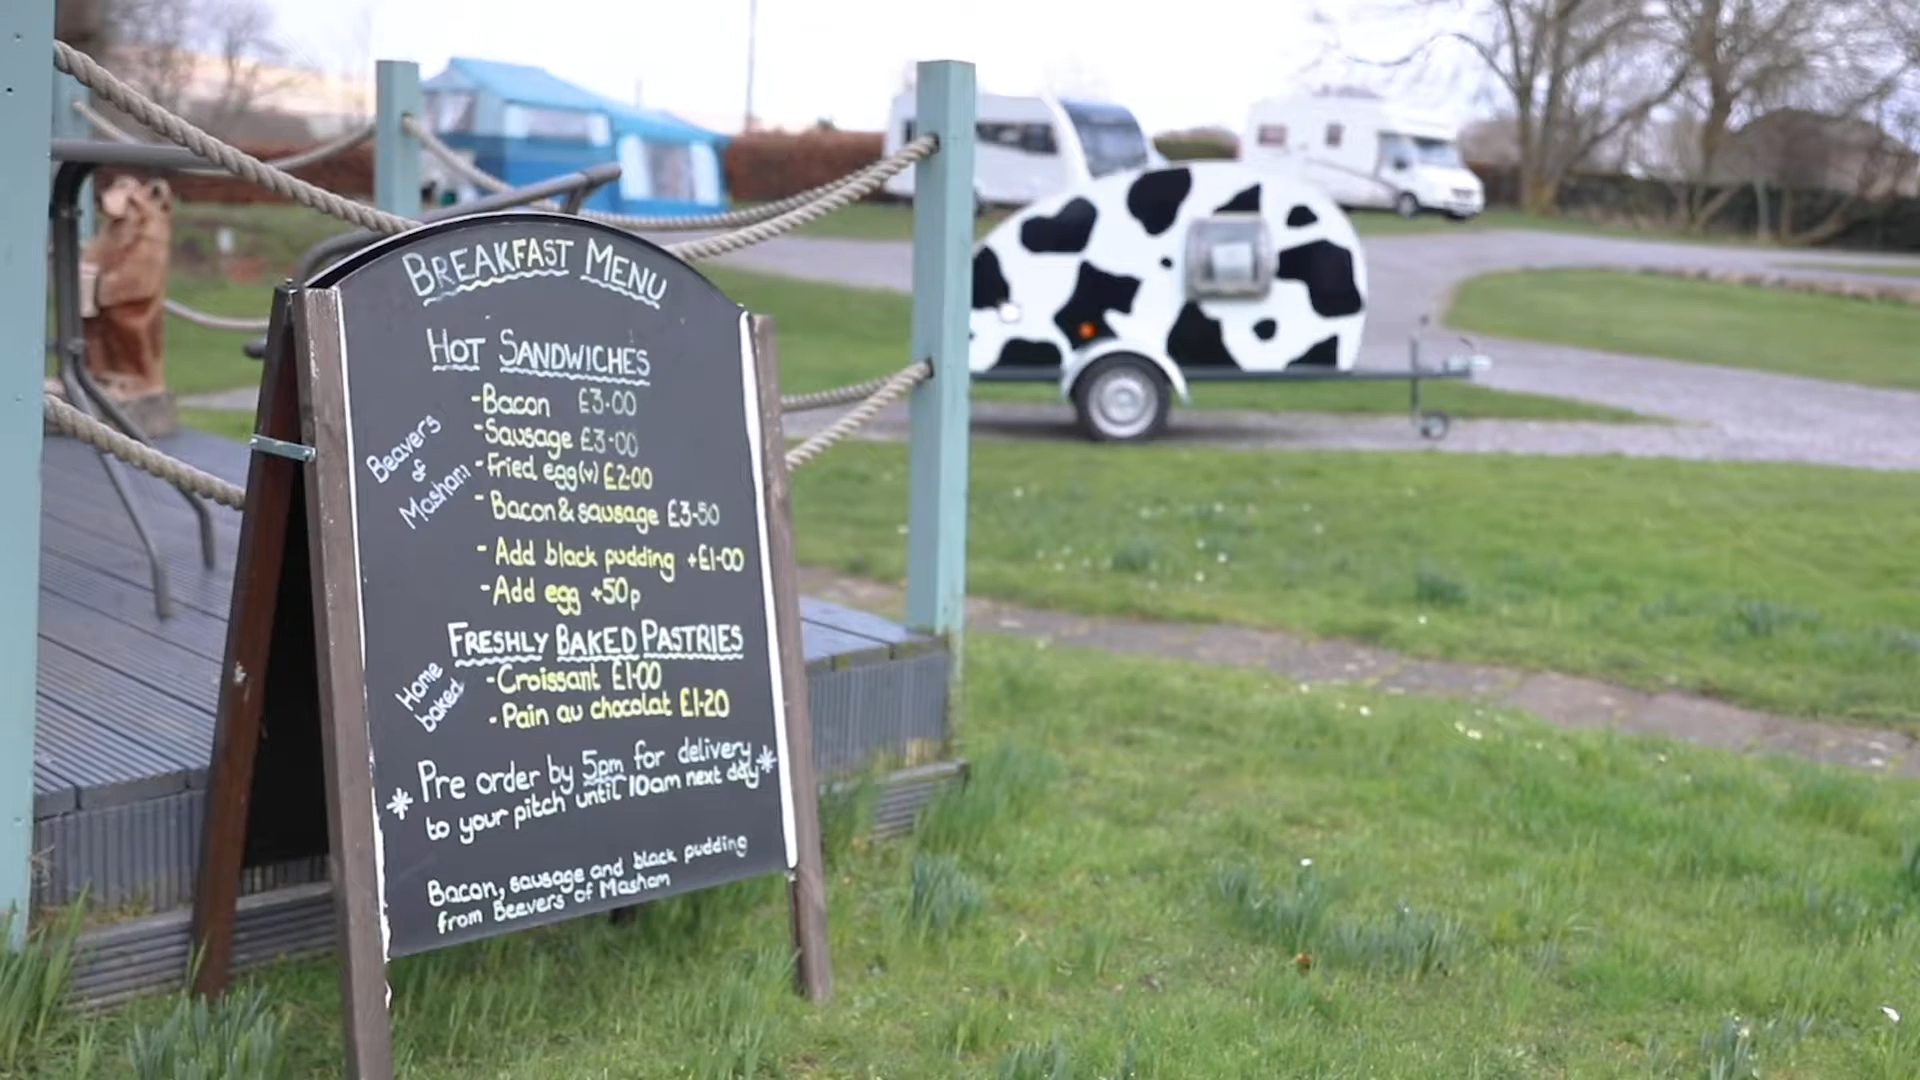 BREAKFAST MENU
HOT SANDWICHES
-Bacon £3-00
-Sausage £3-00
-Fried egg(v) £2-00
Beavers
of
Masham
- Bacon & sausage £3-50
- Add black pudding +£1-00
-Add egg +50p
FRESHLY BAKED PASTRIES
Home
baked
-Croissant £1-00
- Pain au chocolat £1-20
* Pre order by 5pm for delivery *
to your pitch until 10am next day
Bacon, sausage and black pudding
from Beevers of Masham